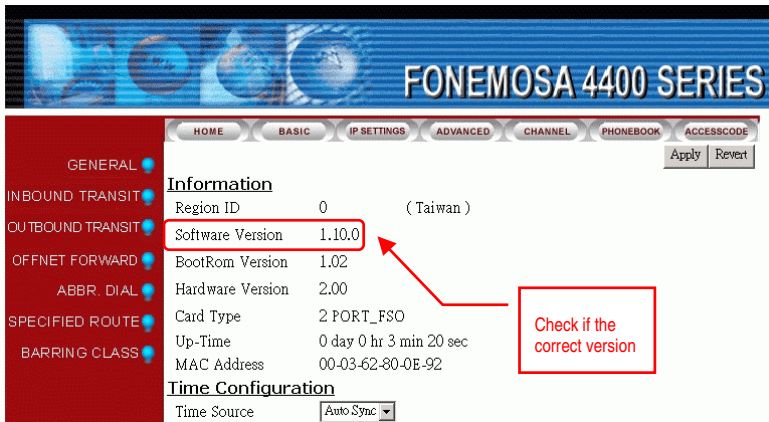 FONEMOSA 4400 SERIES
HOME BASIC IP SETTINGS ADVANCED CHANNEL PHONEBOOK ACCESSCODE
Apply Revert
GENERAL
INBOUND TRANSIT
OUTBOUND TRANSIT
OFFNET FORWARD
ABBR. DIAL
SPECIFIED ROUTE
BARRING CLASS
Information
Region ID 0 ( Taiwan )
Software Version 1.10.0
BootRom Version 1.02
Hardware Version 2.00
Card Type 2 PORT_FSO
Up-Time 0 day 0 hr 3 min 20 sec
MAC Address 00-03-62-80-0E-92
Time Configuration
Time Source Auto Sync
Check if the
correct version